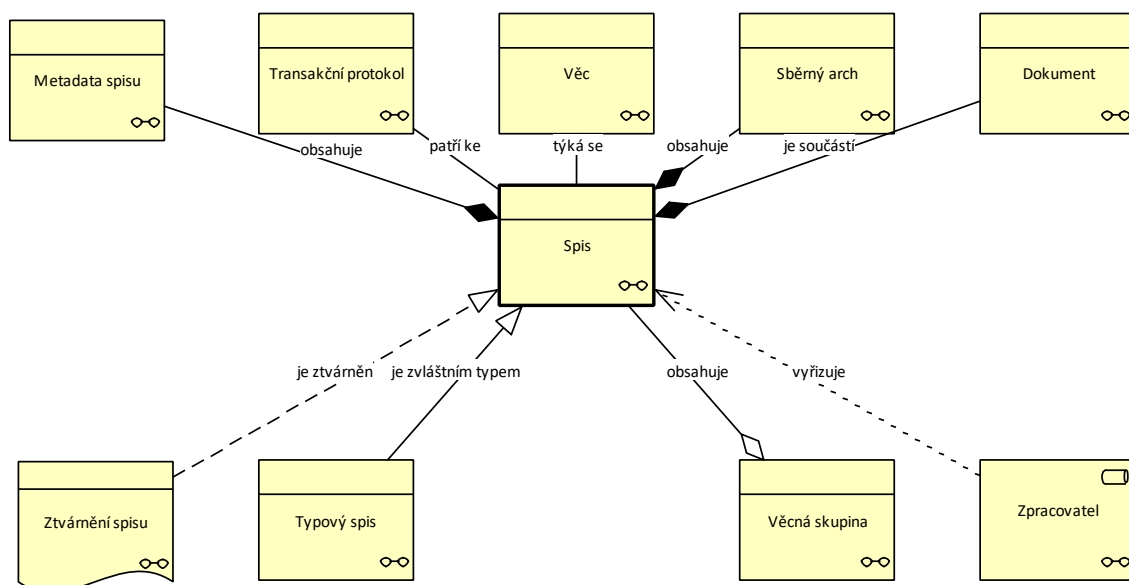 Metadata spisu
Transakční protokol
Věc
Sběrný arch
Dokument
obsahuje
patří ke
týká se
obsahuje
je součástí
Spis
je ztvárněn
je zvláštním typem
obsahuje
vyřizuje
Ztvárnění spisu
Typový spis
Věcná skupina
Zpracovatel